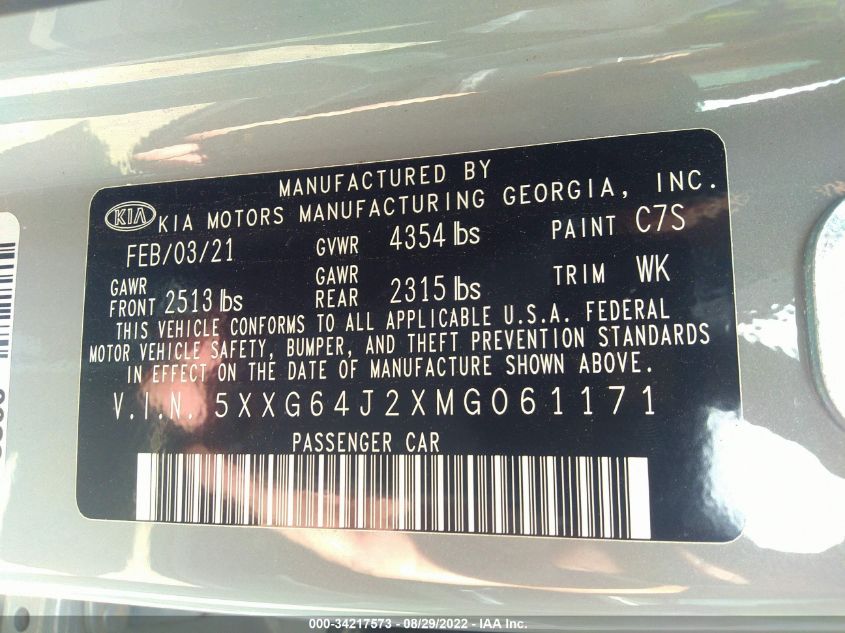 MANUFACTURED BY
KIA KIA MOTORS MANUFACTURING GEORGIA, INC.
FEB/03/21 GVWR 4354 lbs PAINT C7S
GAWR FRONT 2513 lbs GAWR REAR 2315 lbs TRIM WK
THIS VEHICLE CONFORMS TO ALL APPLICABLE U.S.A. FEDERAL
MOTOR VEHICLE SAFETY, BUMPER, AND THEFT PREVENTION STANDARDS
IN EFFECT ON THE DATE OF MANUFACTURE SHOWN ABOVE.
V.I.N. 5XXG64J2XMG061171
PASSENGER CAR
000-34217573 - 08/29/2022 - IAA Inc.